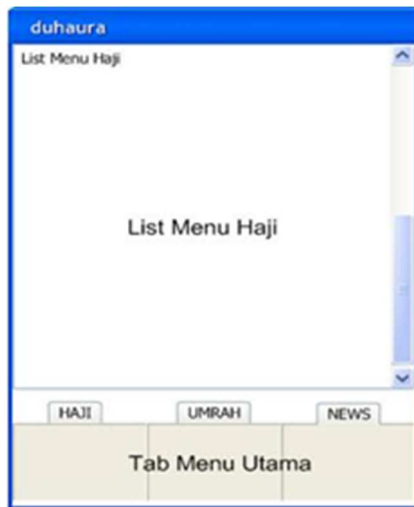 duhaura
List Menu Haji
List Menu Haji
HAJI UMRAH NEWS
Tab Menu Utama